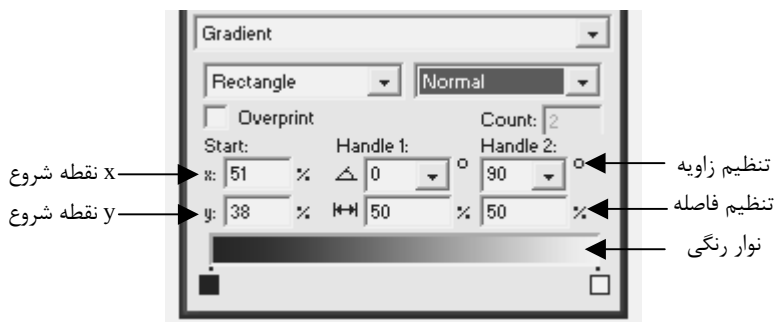 Gradient
Rectangle Normal
Overprint Count: 2
Start: Handle 1: Handle 2:
x نقطه شروع x: 51 % 0 ° 90 ° تنظیم زاویه
y نقطه شروع y: 38 % 50 % 50 % تنظیم فاصله
نوار رنگی